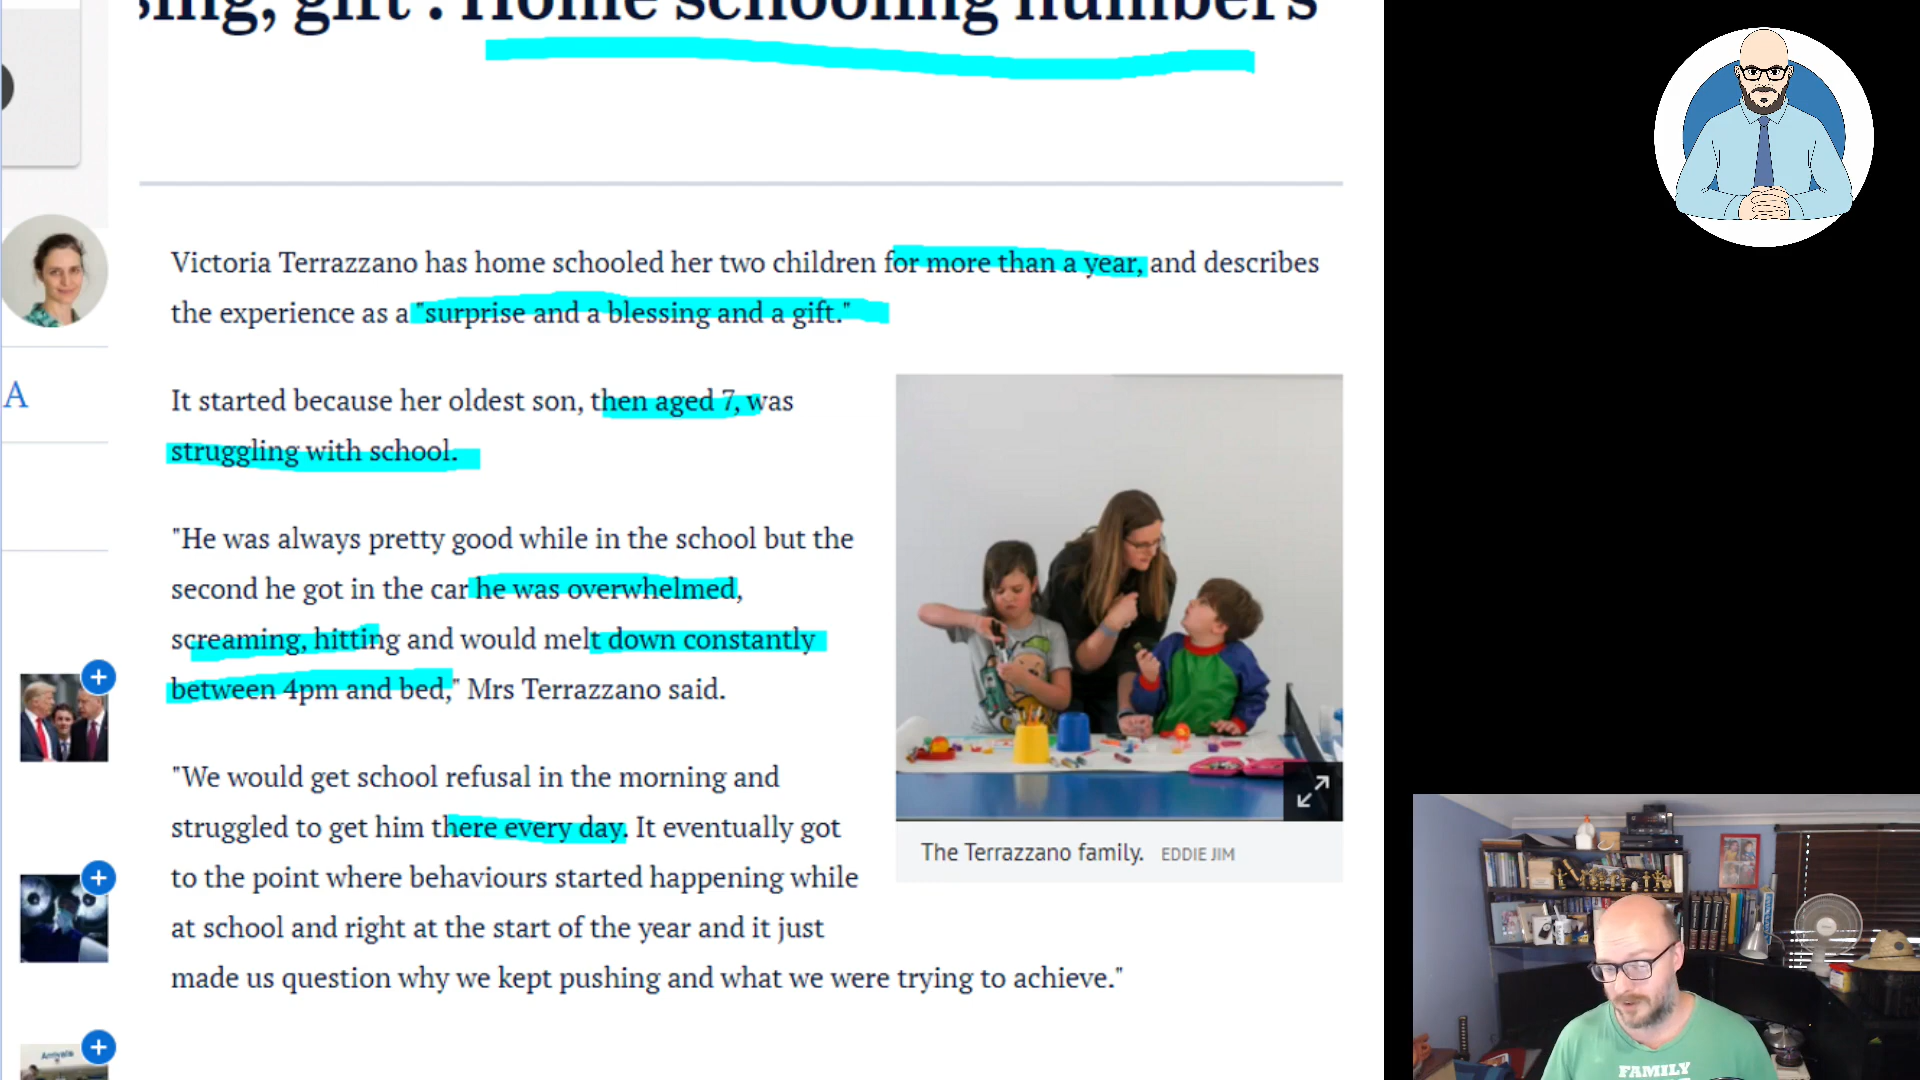 sing, gift': Home schooling numbers
Victoria Terrazzano has home schooled her two children for more than a year, and describes
the experience as a "surprise and a blessing and a gift."
A
It started because her oldest son, then aged 7, was
struggling with school.
"He was always pretty good while in the school but the
second he got in the car he was overwhelmed,
screaming, hitting and would melt down constantly
between 4pm and bed," Mrs Terrazzano said.
"We would get school refusal in the morning and
struggled to get him there every day. It eventually got
to the point where behaviours started happening while
at school and right at the start of the year and it just
made us question why we kept pushing and what we were trying to achieve."
The Terrazzano family. EDDIE JIM
Arrivals
FAMILY